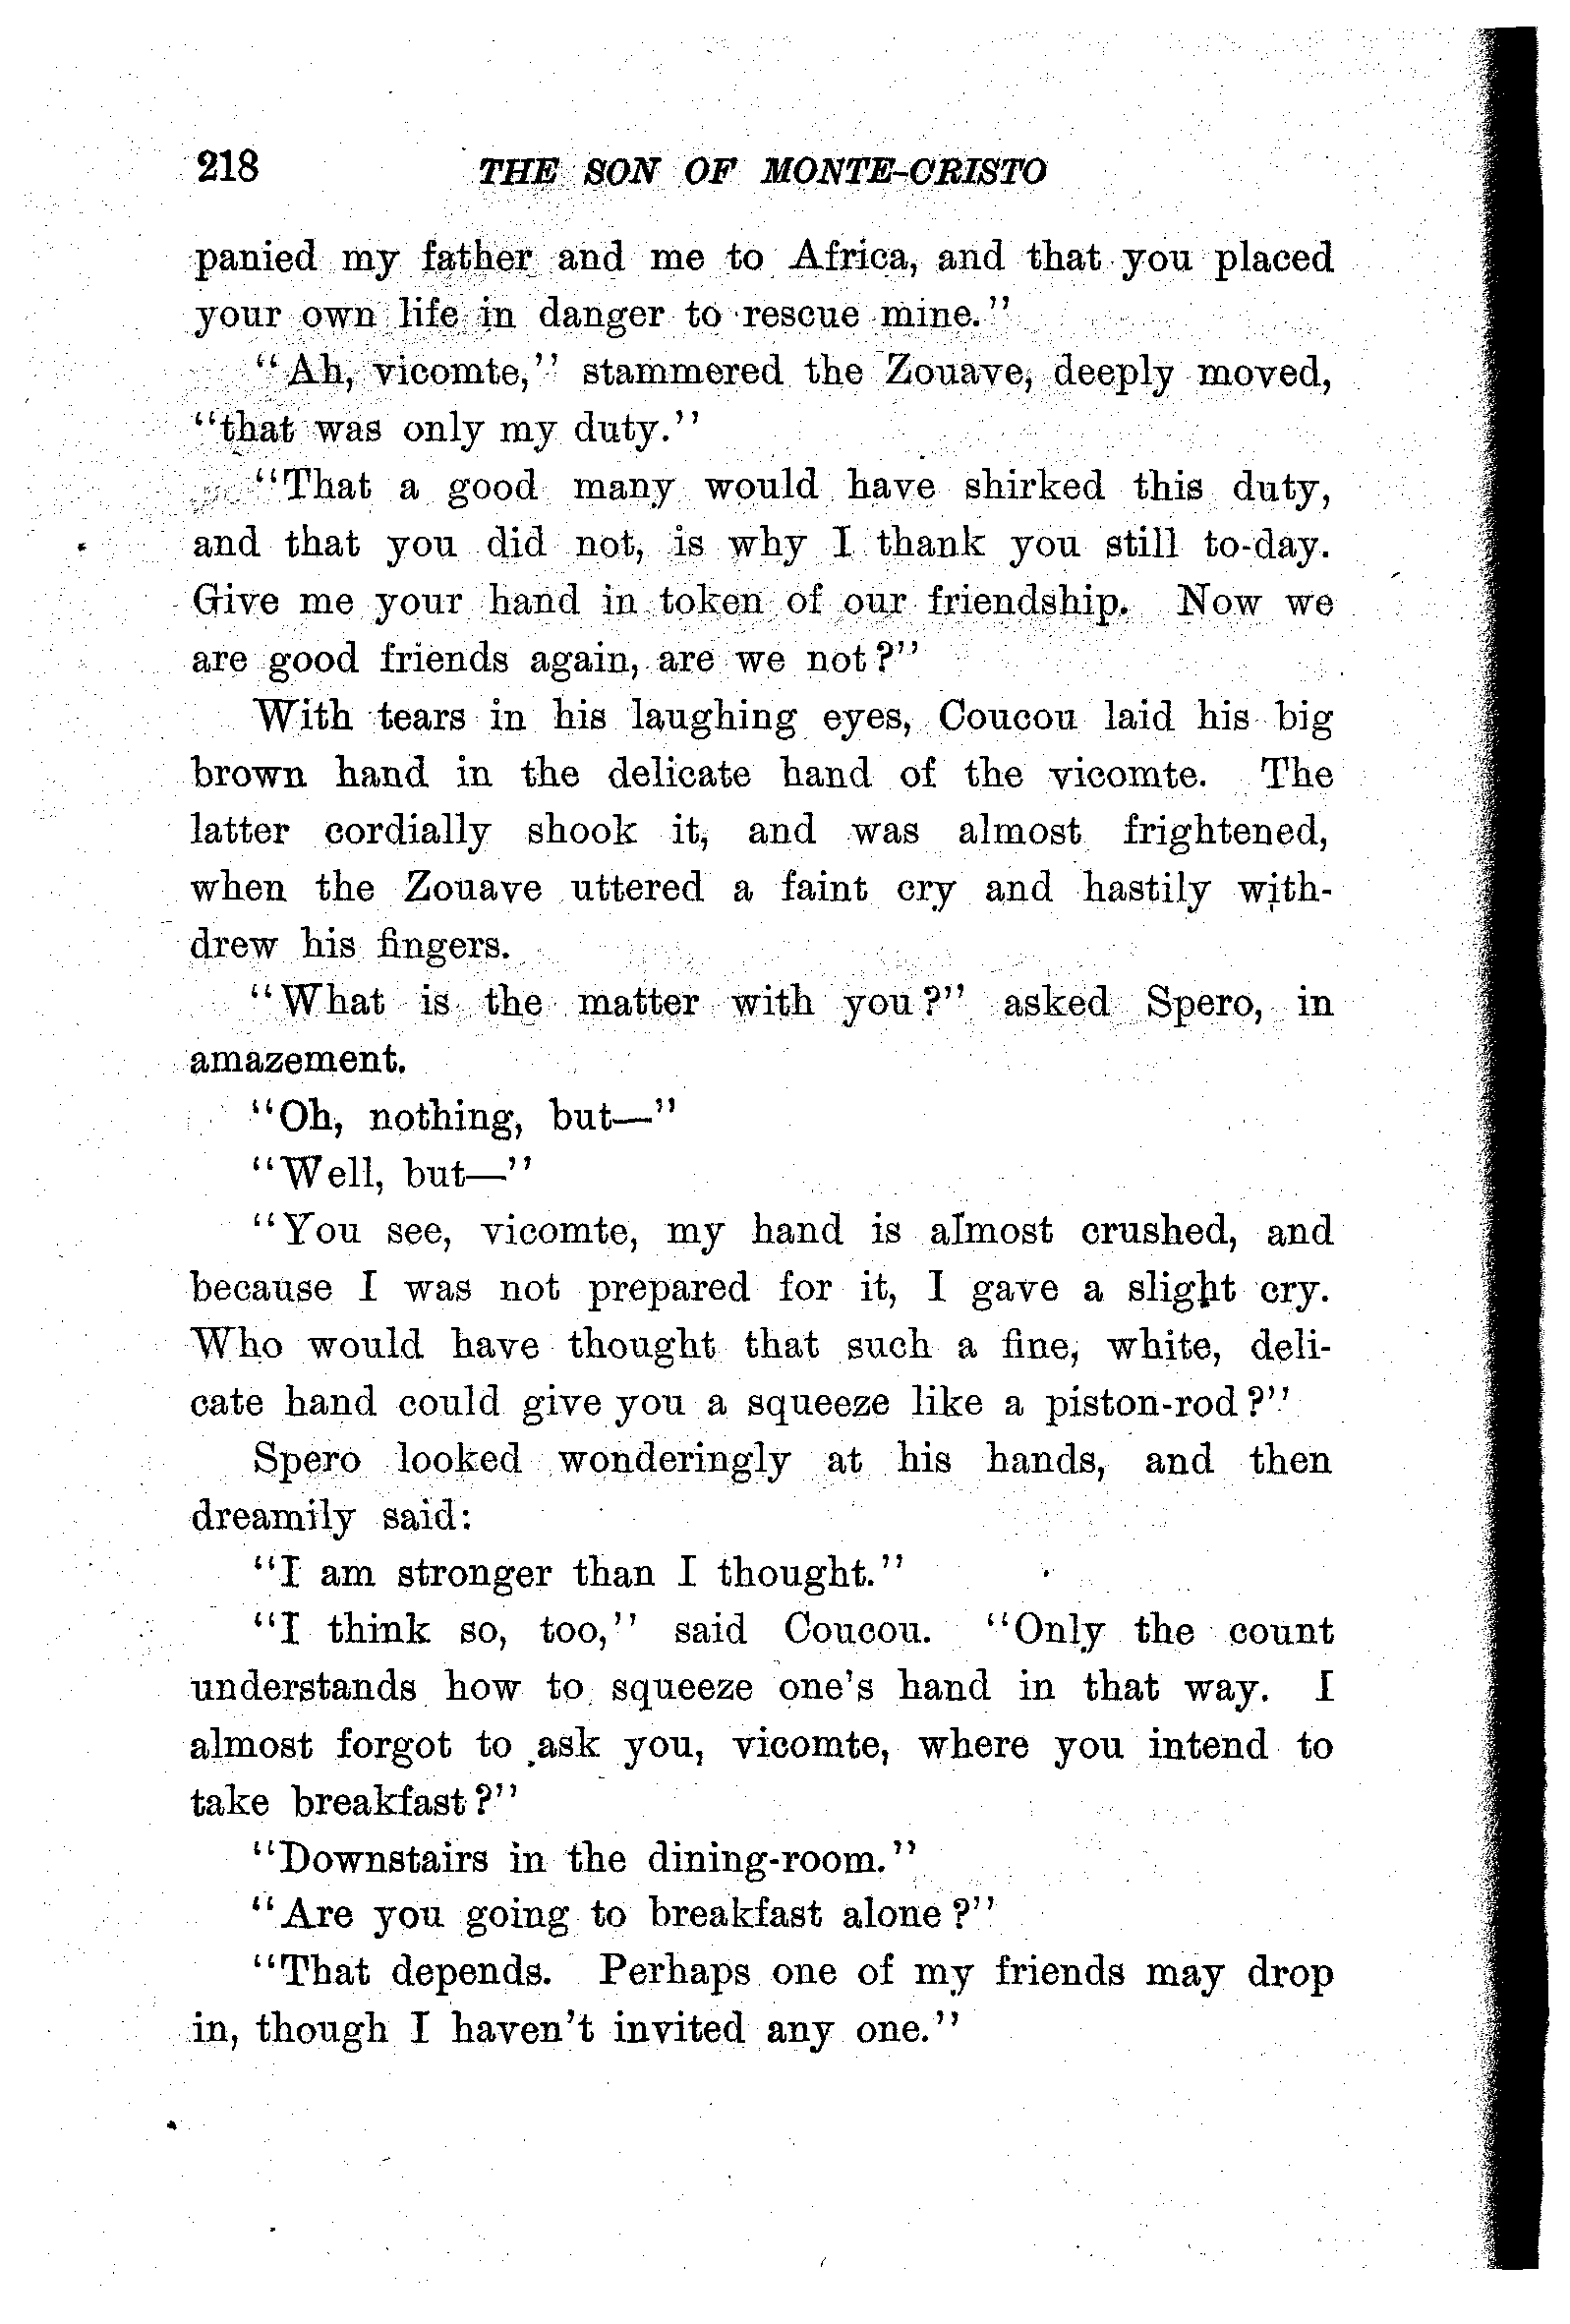 218 THE SON OF MONTE-CRISTO
panied my father and me to Africa, and that you placed
your own life in danger to rescue mine."
"Ah, vicomte," stammered the Zouave, deeply moved,
"that was only my duty."
"That a good many would have shirked this duty,
and that you did not, is why I thank you still to-day.
Give me your hand in token of our friendship. Now we
are good friends again, are we not?"
With tears in his laughing eyes, Coucou laid his big
brown hand in the delicate hand of the vicomte. The
latter cordially shook it, and was almost frightened,
when the Zouave uttered a faint cry and hastily with-
drew his fingers.
"What is the matter with you?" asked Spero, in
amazement.
"Oh, nothing, but—"
"Well, but—"
"You see, vicomte, my hand is almost crushed, and
because I was not prepared for it, I gave a slight cry.
Who would have thought that such a fine, white, deli-
cate hand could give you a squeeze like a piston-rod?"
Spero looked wonderingly at his hands, and then
dreamily said:
"I am stronger than I thought."
"I think so, too," said Coucou. "Only the count
understands how to squeeze one's hand in that way. I
almost forgot to ask you, vicomte, where you intend to
take breakfast?"
"Downstairs in the dining-room."
"Are you going to breakfast alone?"
"That depends. Perhaps one of my friends may drop
in, though I haven't invited any one."